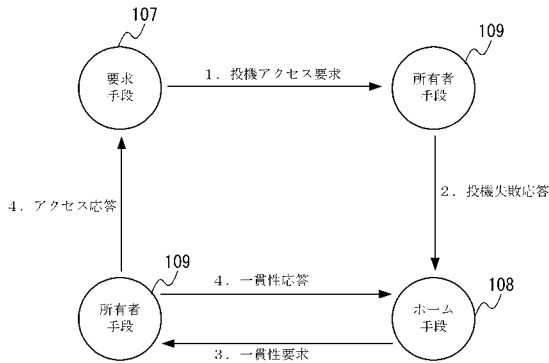 107
要求
手段
1．投機アクセス要求
109
所有者
手段
4．アクセス応答
2．投機失敗応答
109
所有者
手段
4．一貫性応答
ホーム
手段
108
3．一貫性要求